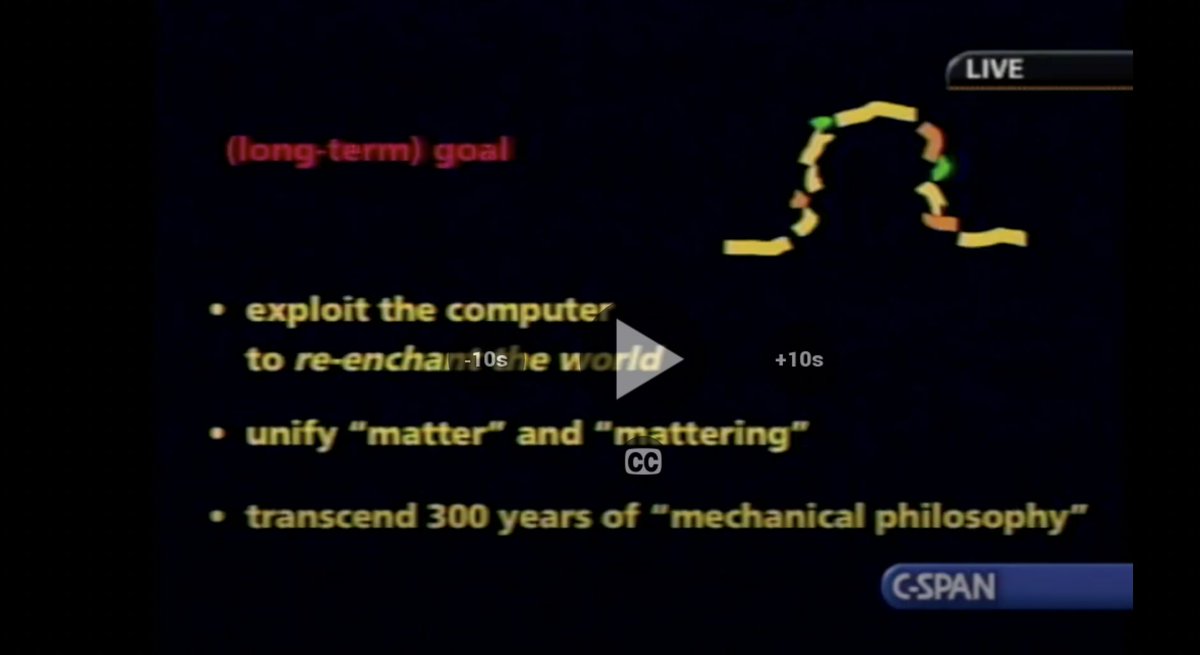 LIVE
(long-term) goal
• exploit the computer
to re-enchant the world
-10s
+10s
• unify “matter” and “mattering”
CC
• transcend 300 years of “mechanical philosophy”
C-SPAN